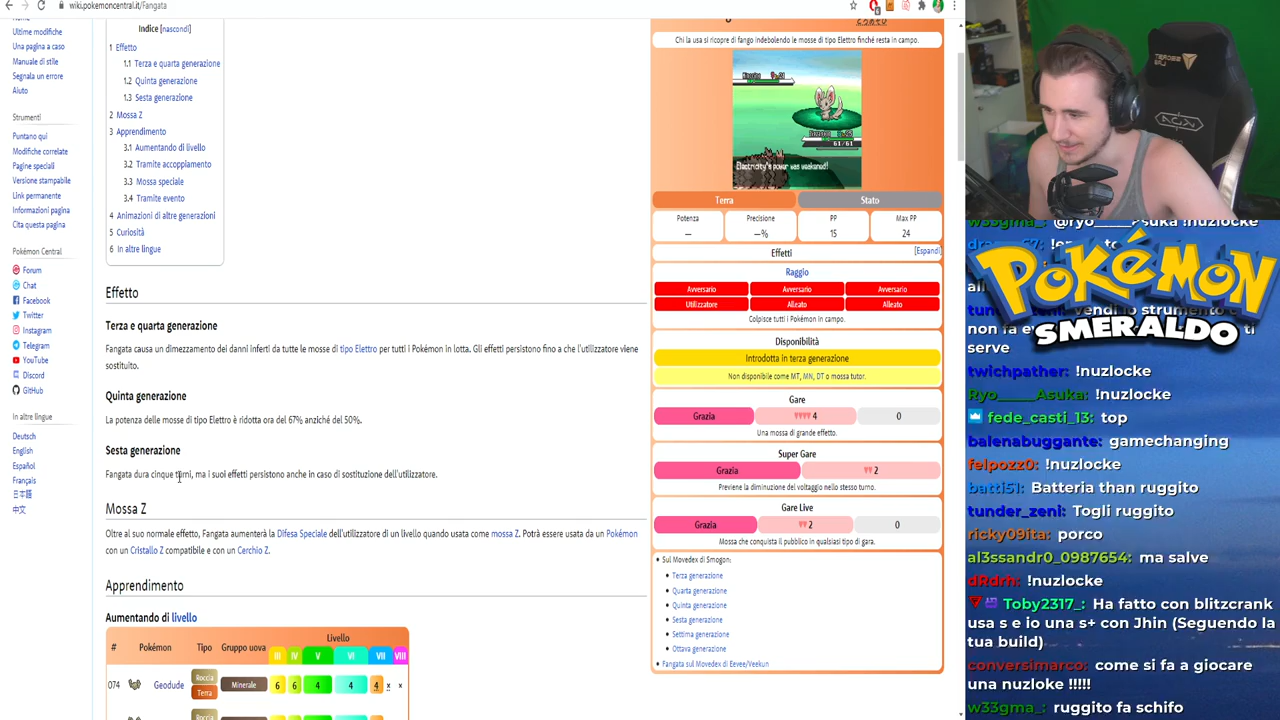 wiki.pokemoncentral.it/Fangata
Ultime modifiche
Una pagina a caso
Manuale di stile
Segnala un errore
Aiuto
Strumenti
Puntano qui
Modifiche correlate
Pagine speciali
Versione stampabile
Link permanente
Informazioni pagina
Cita questa pagina
Pokémon Central
Forum
Chat
Facebook
Twitter
Instagram
Telegram
YouTube
Discord
GitHub
In altre lingue
Deutsch
English
Español
Français
日本語
中文
Indice [nascondi]
1 Effetto
1.1 Terza e quarta generazione
1.2 Quinta generazione
1.3 Sesta generazione
2 Mossa Z
3 Apprendimento
3.1 Aumentando di livello
3.2 Tramite accoppiamento
3.3 Mossa speciale
3.4 Tramite evento
4 Animazioni di altre generazioni
5 Curiosità
6 In altre lingue
Effetto
Terza e quarta generazione
Fangata causa un dimezzamento dei danni inferti da tutte le mosse di tipo Elettro per tutti i Pokémon in lotta. Gli effetti persistono fino a che l'utilizzatore viene
sostituito.
Quinta generazione
La potenza delle mosse di tipo Elettro è ridotta ora del 67% anziché del 50%.
Sesta generazione
Fangata dura cinque turni, ma i suoi effetti persistono anche in caso di sostituzione dell'utilizzatore.
Mossa Z
Oltre al suo normale effetto, Fangata aumenterà la Difesa Speciale dell'utilizzatore di un livello quando usata come mossa Z. Potrà essere usata da un Pokémon
con un Cristallo Z compatibile e con un Cerchio Z.
Apprendimento
Aumentando di livello
# Pokémon Tipo Gruppo uova Livello
III IV V VI VII VIII
074 Geodude Roccia Terra Minerale 6 6 4 4 4 × ×
Roccia
Chi la usa si ricopre di fango indebolendo le mosse di tipo Elettro finché resta in campo.
61/61
Electricity's power was weakened!
Terra Stato
Potenza Precisione PP Max PP
— —% 15 24
Effetti [Espandi]
Raggio
Avversario Avversario Avversario
Utilizzatore Alleato Alleato
Colpisce tutti i Pokémon in campo.
Disponibilità
Introdotta in terza generazione
Non disponibile come MT, MN, DT o mossa tutor.
Gare
Grazia ♥♥♥♥ 4 0
Una mossa di grande effetto.
Super Gare
Grazia ♥♥ 2
Previene la diminuzione del voltaggio nello stesso turno.
Gare Live
Grazia ♥♥ 2 0
Mossa che conquista il pubblico in qualsiasi tipo di gara.
Sul Movedex di Smogon:
Terza generazione
Quarta generazione
Quinta generazione
Sesta generazione
Settima generazione
Ottava generazione
Fangata sul Movedex di Eevee/Veekun
POKÉMON
SMERALDO
w33gma_: @ryo_____Asuka !nuzlocke
vendi lo strumento
non fa
serve
twichpather: !nuzlocke
Ryo_____Asuka: !nuzlocke
fede_casti_13: top
balenabuggante: gamechanging
felpozz0: !nuzlocke
batti51: Batteria than ruggito
tunder_zeni: Togli ruggito
ricky09ita: porco
al3ssandr0_0987654: ma salve
dRdrh: !nuzlocke
Toby2317_: Ha fatto con blitzcrank
usa s e io una s+ con Jhin (Seguendo la
tua build)
conversimarco: come si fa a giocare
una nuzloke !!!!!
w33gma_: ruggito fa schifo